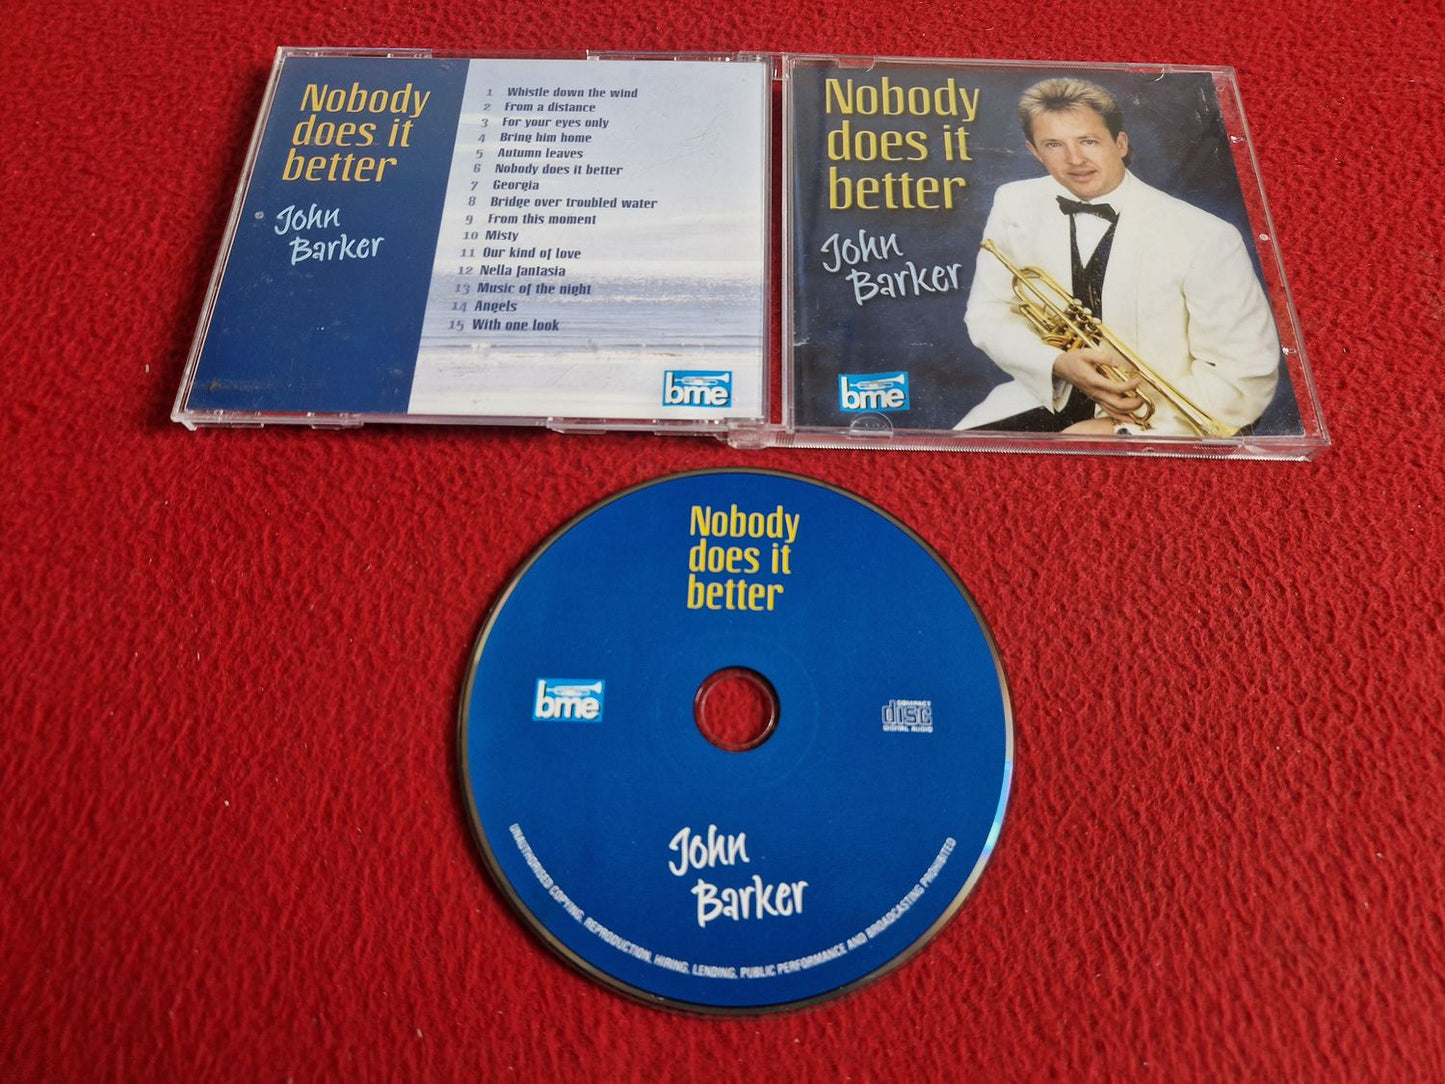 Nobody
does it
better
John
Barker
1 Whistle down the wind
2 From a distance
3 For your eyes only
4 Bring him home
5 Autumn leaves
6 Nobody does it better
7 Georgia
8 Bridge over troubled water
9 From this moment
10 Misty
11 Our kind of love
12 Nella fantasia
13 Music of the night
14 Angels
15 With one look
bme
Nobody
does it
better
John
Barker
bme
Nobody
does it
better
bme
COMPACT
disc
DIGITAL AUDIO
John
Barker
UNAUTHORISED COPYING, REPRODUCTION, HIRING, LENDING, PUBLIC PERFORMANCE AND BROADCASTING PROHIBITED